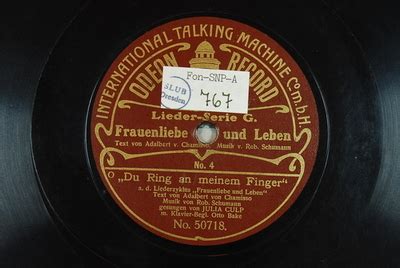 INTERNATIONAL TALKING MACHINE Co.m.b.H.
ODEON RECORD
Fon-SNP-A
SLUB
Dresden
767
Lieder-Serie G.
Frauenliebe und Leben
Text von Adalbert v. Chamisso. Musik v. Rob. Schumann
No. 4
O „Du Ring an meinem Finger“
a. d. Liederzyklus „Frauenliebe und Leben“
Text von Adalbert von Chamisso
Musik von Rob. Schumann
gesungen von JULIA CULP
m. Klavier-Begl. Otto Bake
No. 50718.